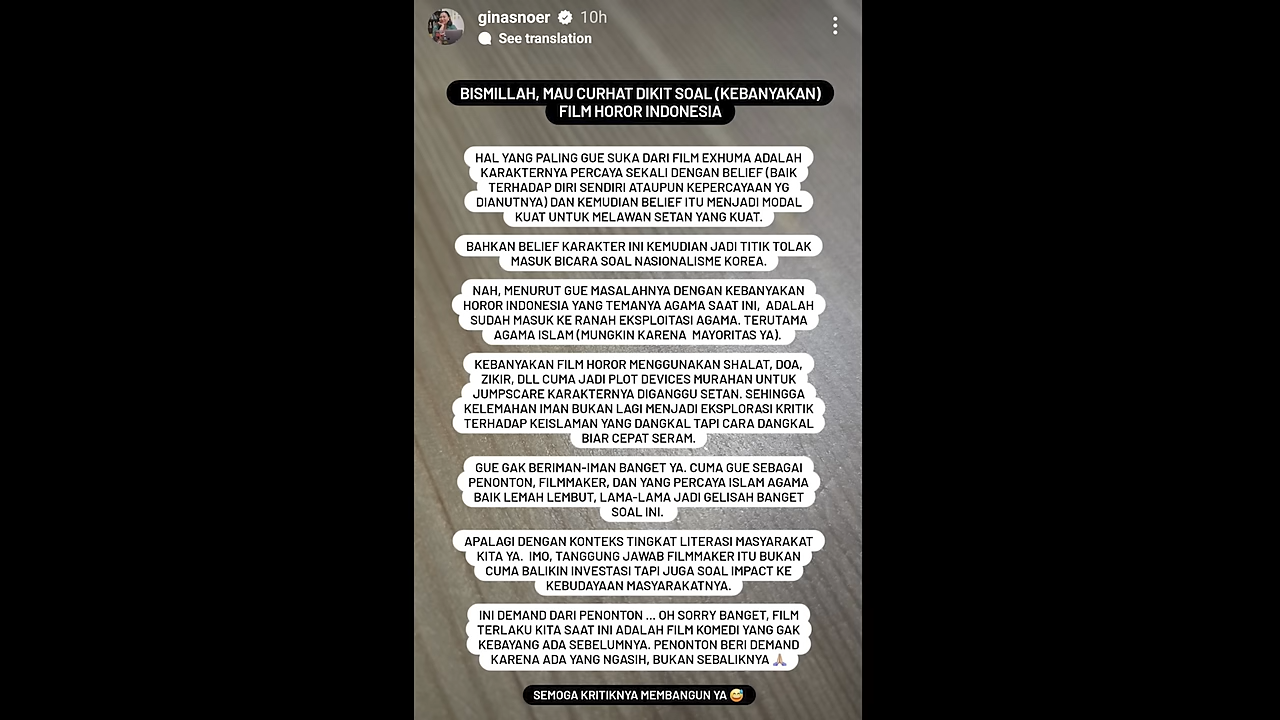 ginasnoer 10h
See translation
BISMILLAH, MAU CURHAT DIKIT SOAL (KEBANYAKAN)
FILM HOROR INDONESIA
HAL YANG PALING GUE SUKA DARI FILM EXHUMA ADALAH
KARAKTERNYA PERCAYA SEKALI DENGAN BELIEF (BAIK
TERHADAP DIRI SENDIRI ATAUPUN KEPERCAYAAN YG
DIANUTNYA) DAN KEMUDIAN BELIEF ITU MENJADI MODAL
KUAT UNTUK MELAWAN SETAN YANG KUAT.
BAHKAN BELIEF KARAKTER INI KEMUDIAN JADI TITIK TOLAK
MASUK BICARA SOAL NASIONALISME KOREA.
NAH, MENURUT GUE MASALAHNYA DENGAN KEBANYAKAN
HOROR INDONESIA YANG TEMANYA AGAMA SAAT INI, ADALAH
SUDAH MASUK KE RANAH EKSPLOITASI AGAMA. TERUTAMA
AGAMA ISLAM (MUNGKIN KARENA MAYORITAS YA).
KEBANYAKAN FILM HOROR MENGGUNAKAN SHALAT, DOA,
ZIKIR, DLL CUMA JADI PLOT DEVICES MURAHAN UNTUK
JUMPSCARE KARAKTERNYA DIGANGGU SETAN. SEHINGGA
KELEMAHAN IMAN BUKAN LAGI MENJADI EKSPLORASI KRITIK
TERHADAP KEISLAMAN YANG DANGKAL TAPI CARA DANGKAL
BIAR CEPAT SERAM.
GUE GAK BERIMAN-IMAN BANGET YA. CUMA GUE SEBAGAI
PENONTON, FILMMAKER, DAN YANG PERCAYA ISLAM AGAMA
BAIK LEMAH LEMBUT, LAMA-LAMA JADI GELISAH BANGET
SOAL INI.
APALAGI DENGAN KONTEKS TINGKAT LITERASI MASYARAKAT
KITA YA. IMO, TANGGUNG JAWAB FILMMAKER ITU BUKAN
CUMA BALIKIN INVESTASI TAPI JUGA SOAL IMPACT KE
KEBUDAYAAN MASYARAKATNYA.
INI DEMAND DARI PENONTON ... OH SORRY BANGET, FILM
TERLAKU KITA SAAT INI ADALAH FILM KOMEDI YANG GAK
KEBAYANG ADA SEBELUMNYA. PENONTON BERI DEMAND
KARENA ADA YANG NGASIH, BUKAN SEBALIKNYA 🙏🏼
SEMOGA KRITIKNYA MEMBANGUN YA 😅